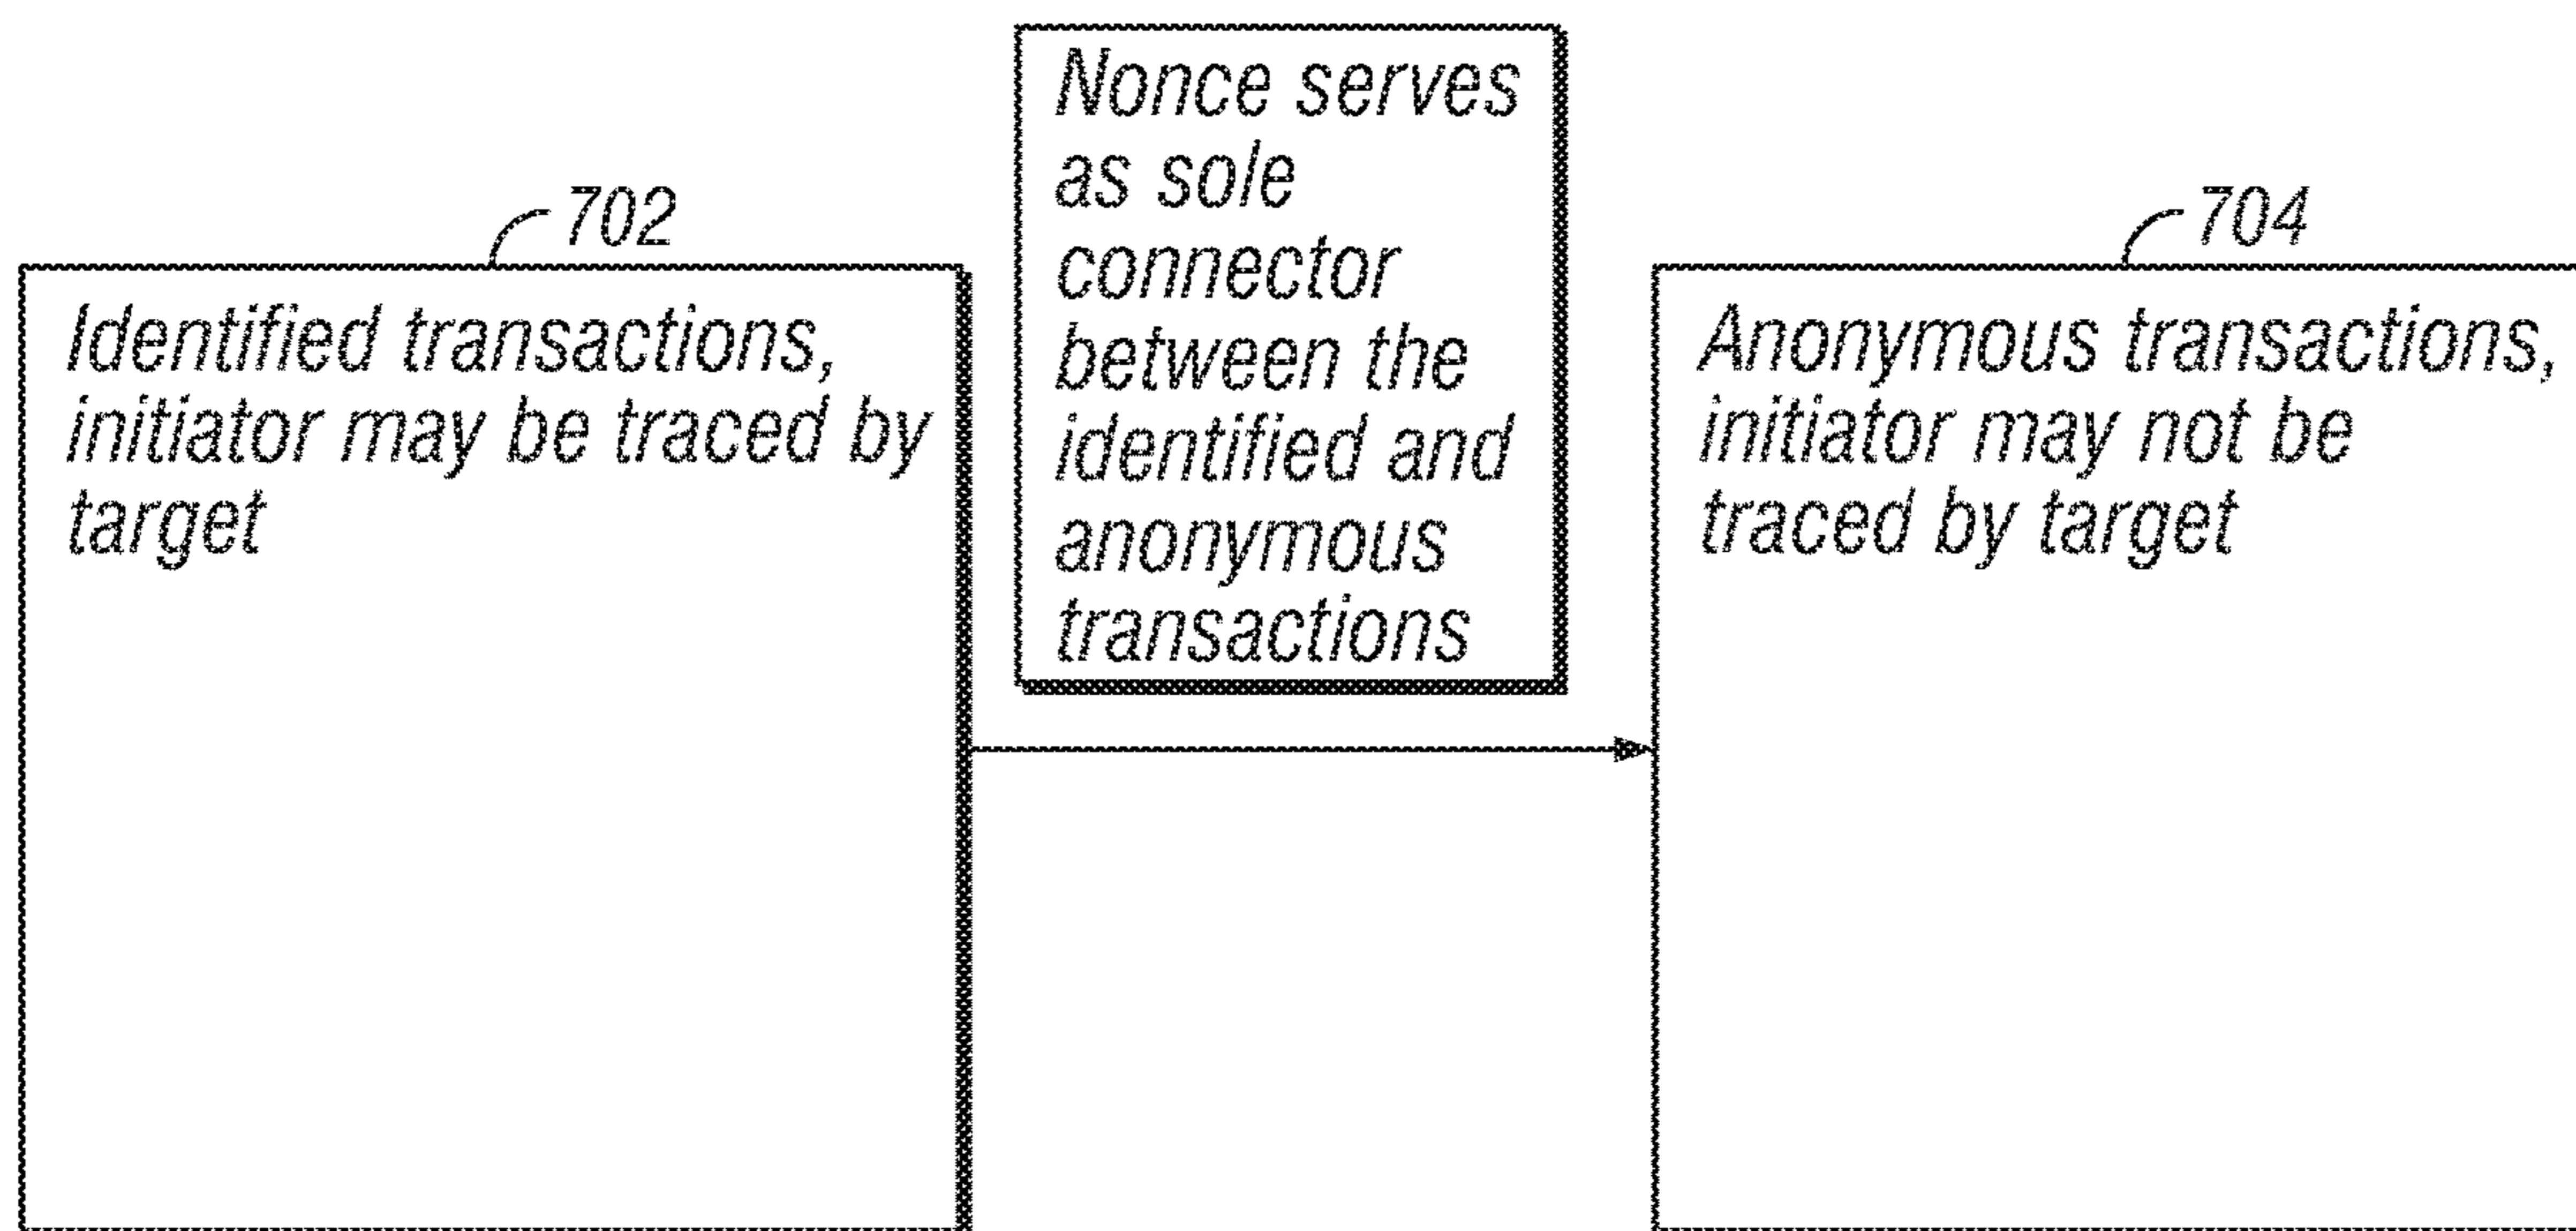 702
Identified transactions,
initiator may be traced by
target
Nonce serves
as sole
connector
between the
identified and
anonymous
transactions
704
Anonymous transactions,
initiator may not be
traced by target